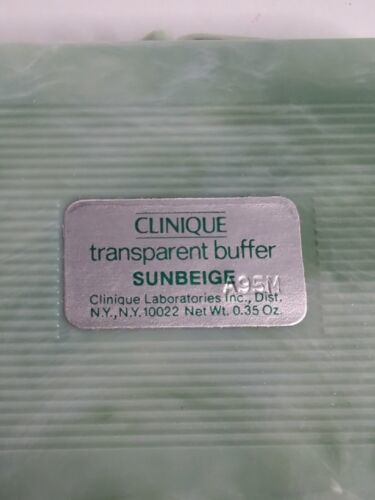 CLINIQUE
transparent buffer
SUNBEIGE
A95M
Clinique Laboratories Inc., Dist.
N.Y., N.Y. 10022 Net Wt. 0.35 Oz.